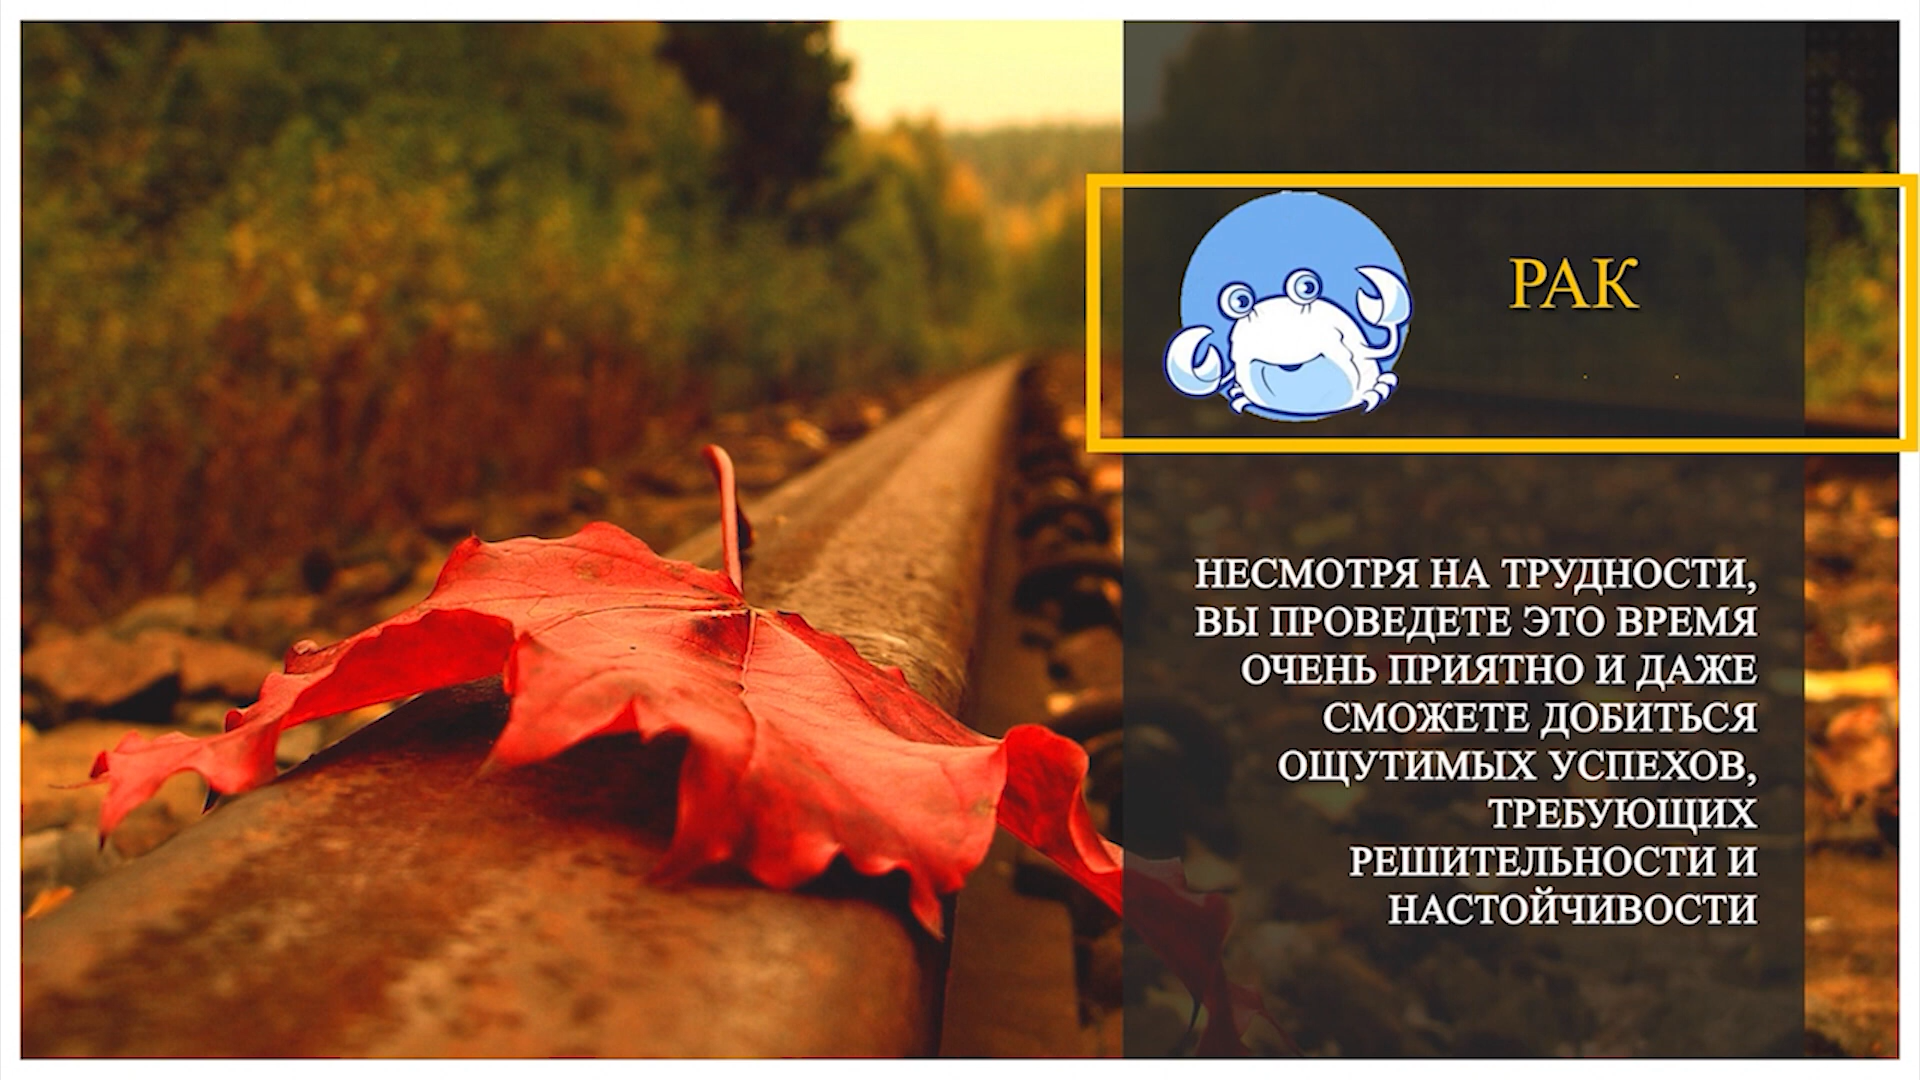 РАК
НЕСМОТРЯ НА ТРУДНОСТИ,
ВЫ ПРОВЕДЕТЕ ЭТО ВРЕМЯ
ОЧЕНЬ ПРИЯТНО И ДАЖЕ
СМОЖЕТЕ ДОБИТЬСЯ
ОЩУТИМЫХ УСПЕХОВ,
ТРЕБУЮЩИХ
РЕШИТЕЛЬНОСТИ И
НАСТОЙЧИВОСТИ